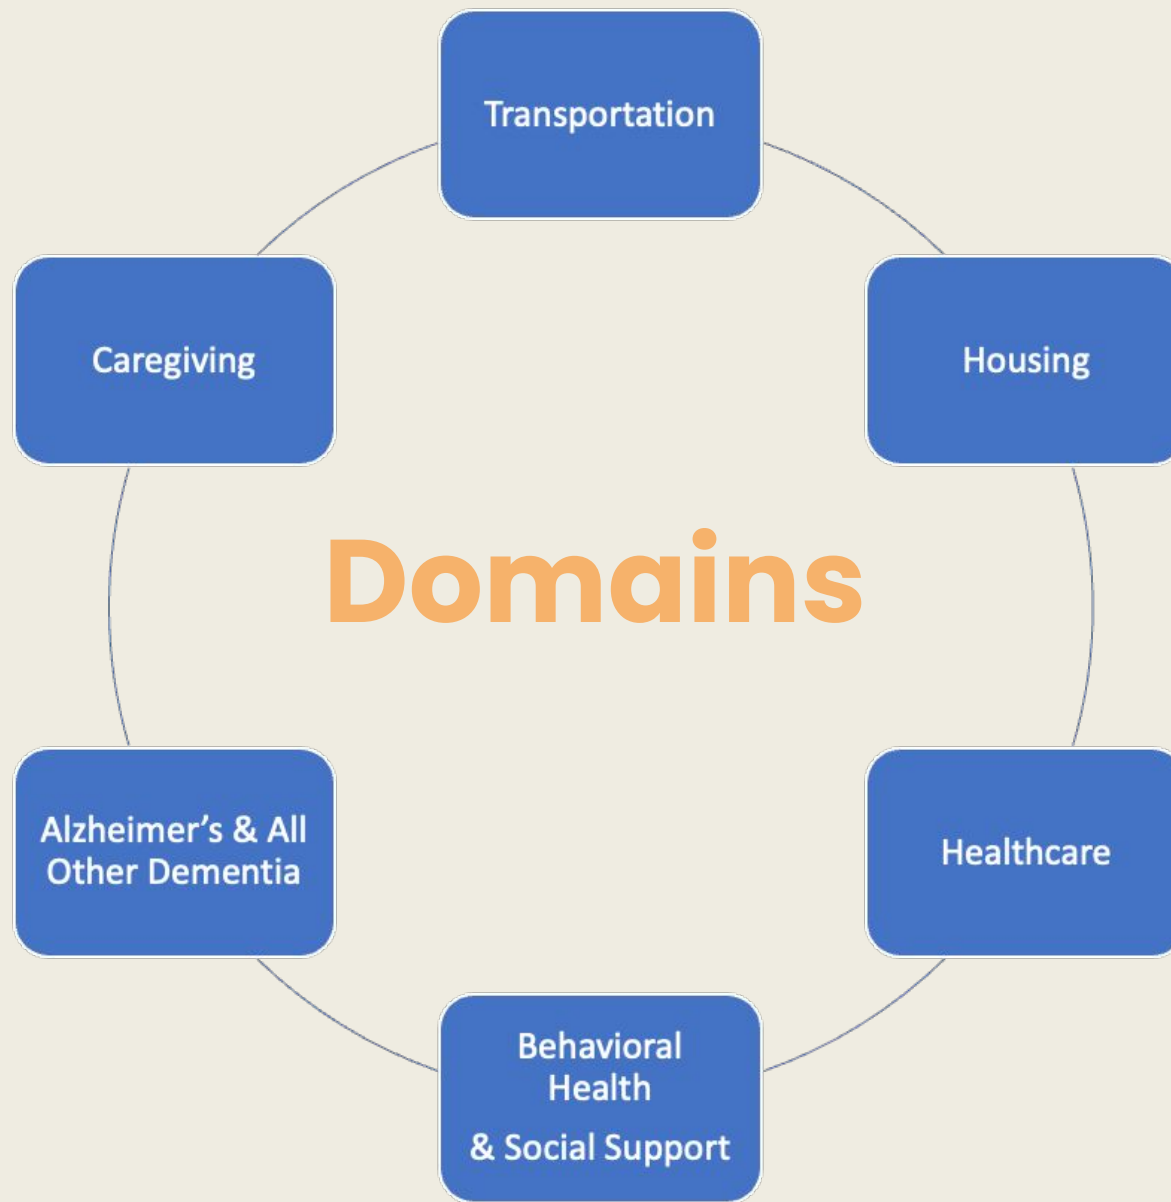 Transportation
Caregiving
Housing
Domains
Alzheimer’s & All
Other Dementia
Healthcare
Behavioral
Health
& Social Support